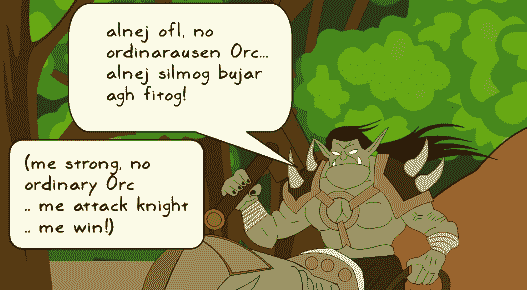 alnej ofl, no
ordinarausen Orc...
alnej silmog bujar
agh fitog!
(me strong, no
ordinary Orc
.. me attack knight
.. me win!)